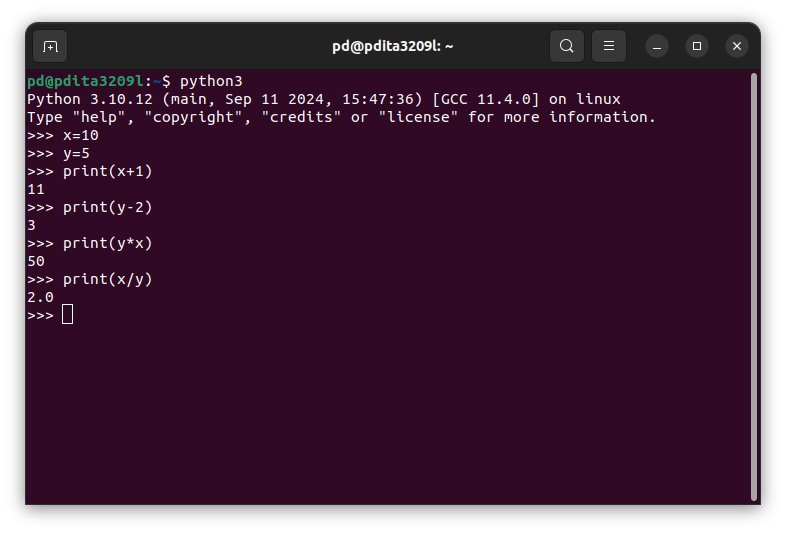 pd@pdita3209l: ~
pd@pdita3209l:~$ python3
Python 3.10.12 (main, Sep 11 2024, 15:47:36) [GCC 11.4.0] on linux
Type "help", "copyright", "credits" or "license" for more information.
>>> x=10
>>> y=5
>>> print(x+1)
11
>>> print(y-2)
3
>>> print(y*x)
50
>>> print(x/y)
2.0
>>>